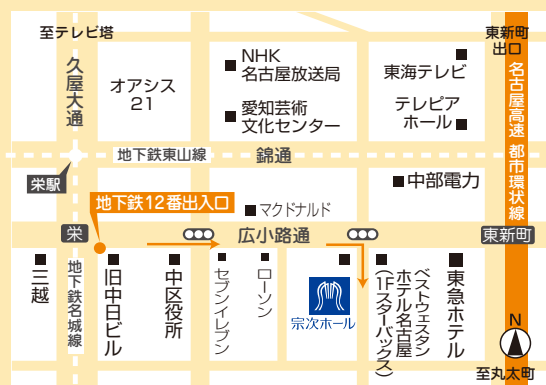 至テレビ塔
東新町
出口
久屋大通
オアシス
21
NHK
名古屋放送局
愛知芸術
文化センター
東海テレビ
テレピア
ホール
名古屋高速 都市環状線
地下鉄東山線
錦通
栄駅
中部電力
地下鉄12番出入口
マクドナルド
栄
広小路通
東新町
三越
地下鉄名城線
旧中日ビル
中区役所
セブンイレブン
ローソン
宗次ホール
ベストウェスタン
ホテル名古屋
(1Fスターバックス)
東急ホテル
N
至丸太町